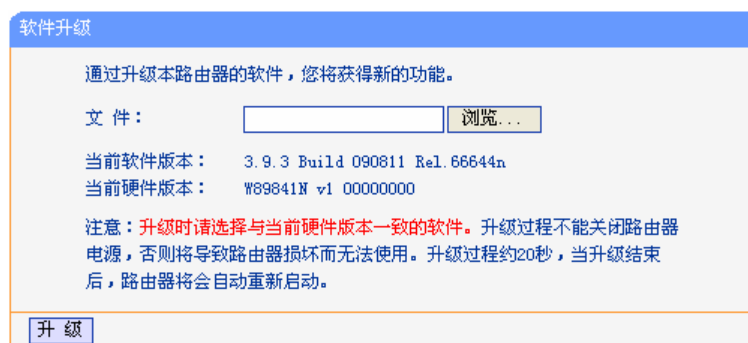 软件升级
通过升级本路由器的软件，您将获得新的功能。
文 件： 浏览...
当前软件版本： 3.9.3 Build 090811 Rel.66644n
当前硬件版本： W89841N v1 00000000
注意：升级时请选择与当前硬件版本一致的软件。升级过程不能关闭路由器
电源，否则将导致路由器损坏而无法使用。升级过程约20秒，当升级结束
后，路由器将会自动重新启动。
升 级